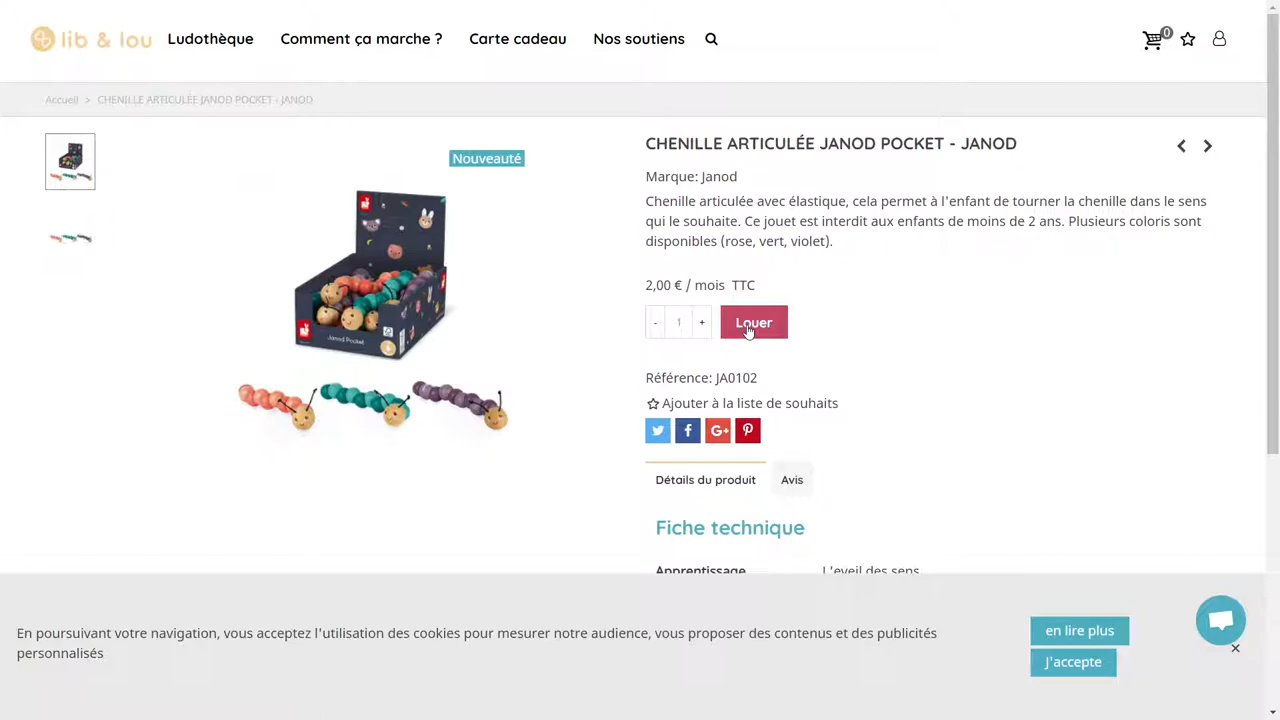 lib & lou
Ludothèque
Comment ça marche ?
Carte cadeau
Nos soutiens
0
Accueil > CHENILLE ARTICULÉE JANOD POCKET - JANOD
Nouveauté
Janod Pocket
CHENILLE ARTICULÉE JANOD POCKET - JANOD
Marque: Janod
Chenille articulée avec élastique, cela permet à l'enfant de tourner la chenille dans le sens
qui le souhaite. Ce jouet est interdit aux enfants de moins de 2 ans. Plusieurs coloris sont
disponibles (rose, vert, violet).
2,00 € / mois TTC
- 1 +
Louer
Référence: JA0102
Ajouter à la liste de souhaits
Détails du produit
Avis
Fiche technique
Apprentissage
L'eveil des sens
En poursuivant votre navigation, vous acceptez l'utilisation des cookies pour mesurer notre audience, vous proposer des contenus et des publicités
personnalisés
en lire plus
J'accepte